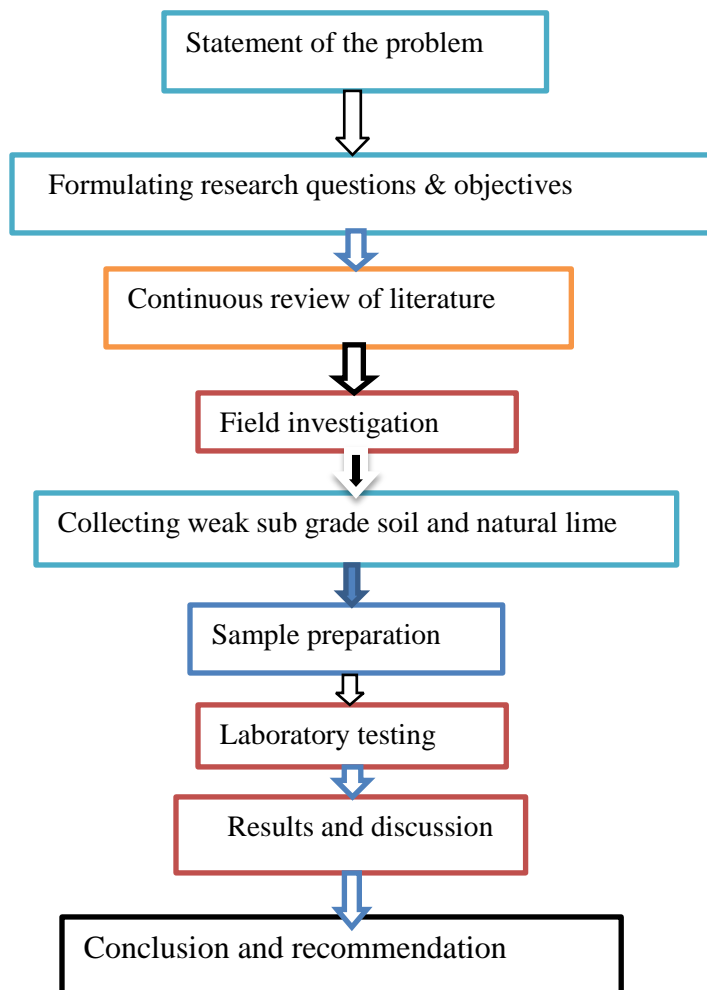 Statement of the problem
Formulating research questions & objectives
Continuous review of literature
Field investigation
Collecting weak sub grade soil and natural lime
Sample preparation
Laboratory testing
Results and discussion
Conclusion and recommendation